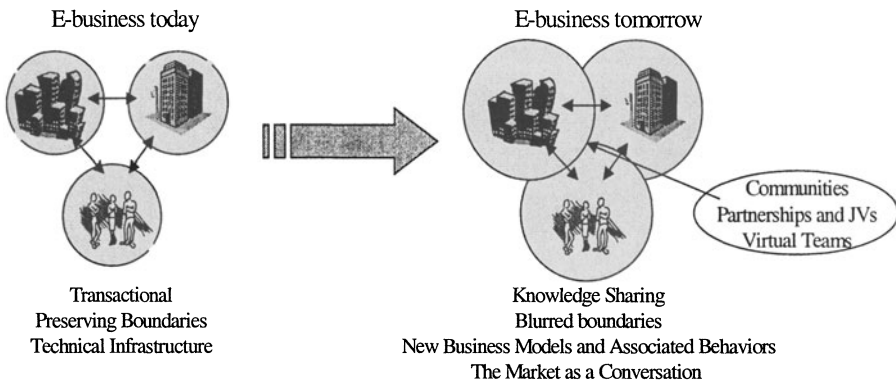 E-business today
E-business tomorrow
Communities
Partnerships and JVs
Virtual Teams
Transactional
Preserving Boundaries
Technical Infrastructure
Knowledge Sharing
Blurred boundaries
New Business Models and Associated Behaviors
The Market as a Conversation